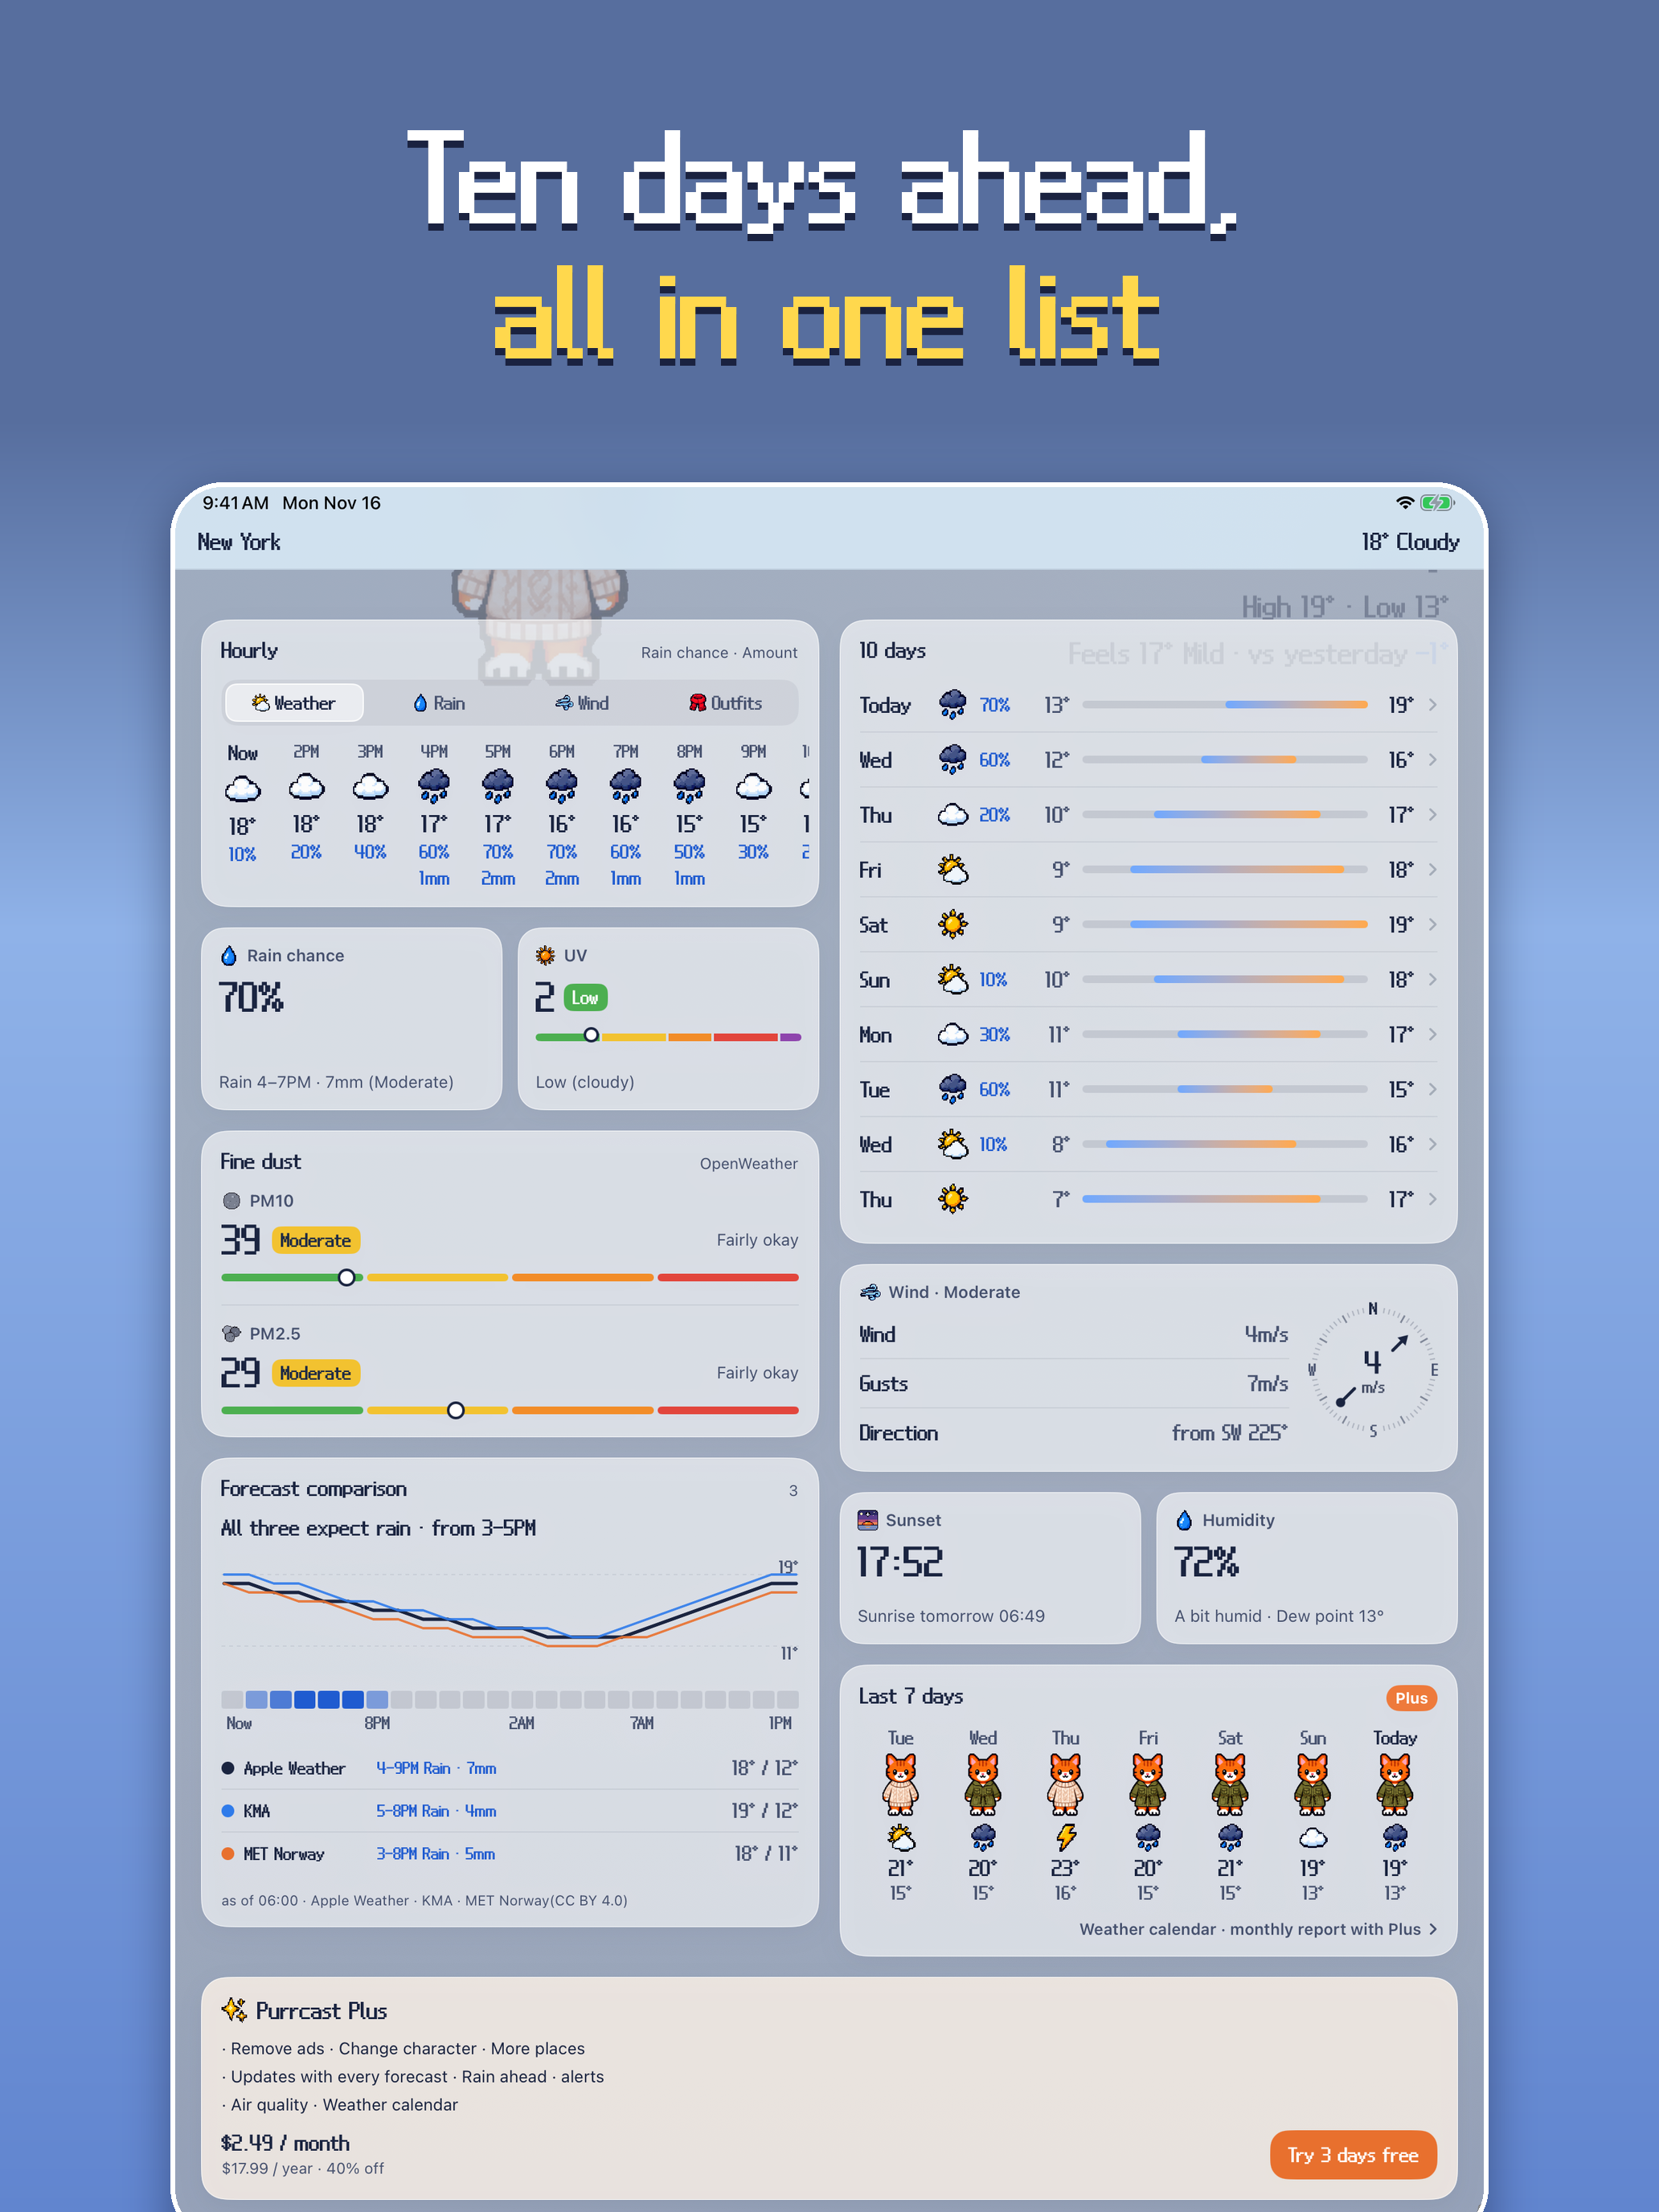 Ten days ahead,
all in one list
9:41 AM Mon Nov 16
New York
18° Cloudy
High 19° · Low 13°
Feels 17° Mild · vs yesterday -1°
Hourly
Rain chance · Amount
Weather
Rain
Wind
Outfits
Now 2PM 3PM 4PM 5PM 6PM 7PM 8PM 9PM
18° 18° 18° 17° 17° 16° 16° 15° 15°
10% 20% 40% 60% 70% 70% 60% 50% 30%
1mm 2mm 2mm 1mm 1mm
Rain chance
70%
Rain 4–7PM · 7mm (Moderate)
UV
2 Low
Low (cloudy)
Fine dust
OpenWeather
PM10
39 Moderate
Fairly okay
PM2.5
29 Moderate
Fairly okay
Forecast comparison
3
All three expect rain · from 3-5PM
19°
11°
Now 8PM 2AM 7AM 1PM
Apple Weather 4-9PM Rain · 7mm 18° / 12°
KMA 5-8PM Rain · 4mm 19° / 12°
MET Norway 3-8PM Rain · 5mm 18° / 11°
as of 06:00 · Apple Weather · KMA · MET Norway(CC BY 4.0)
10 days
Today 70% 13° 19°
Wed 60% 12° 16°
Thu 20% 10° 17°
Fri 9° 18°
Sat 9° 19°
Sun 10% 10° 18°
Mon 30% 11° 17°
Tue 60% 11° 15°
Wed 10% 8° 16°
Thu 7° 17°
Wind · Moderate
Wind 4m/s
Gusts 7m/s
Direction from SW 225°
N
W
E
S
4
m/s
Sunset
17:52
Sunrise tomorrow 06:49
Humidity
72%
A bit humid · Dew point 13°
Last 7 days
Plus
Tue Wed Thu Fri Sat Sun Today
21° 20° 23° 20° 21° 19° 19°
15° 15° 16° 15° 15° 13° 13°
Weather calendar · monthly report with Plus
Purrcast Plus
· Remove ads · Change character · More places
· Updates with every forecast · Rain ahead · alerts
· Air quality · Weather calendar
$2.49 / month
$17.99 / year · 40% off
Try 3 days free